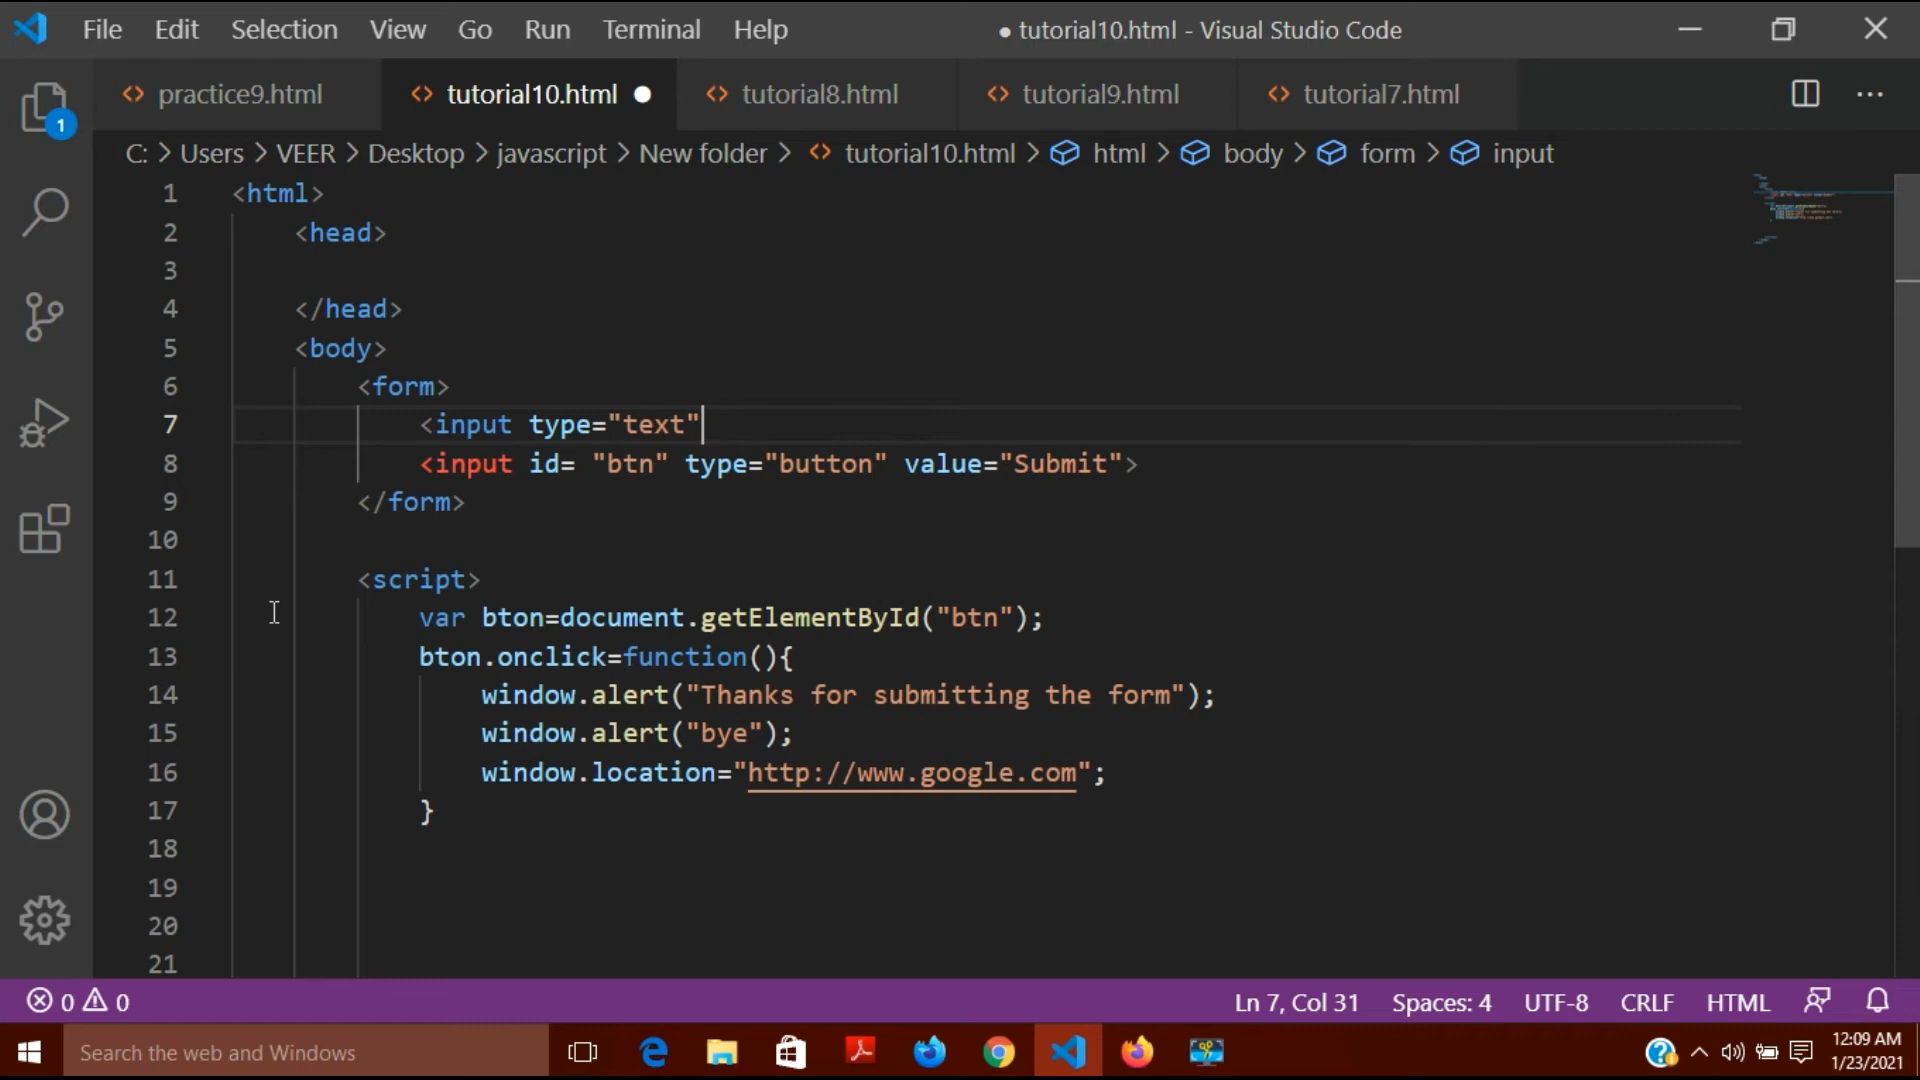 File Edit Selection View Go Run Terminal Help ● tutorial10.html - Visual Studio Code
practice9.html tutorial10.html tutorial8.html tutorial9.html tutorial7.html
1
C: > Users > VEER > Desktop > javascript > New folder > tutorial10.html > html > body > form > input
1 <html>
2 <head>
3
4 </head>
5 <body>
6 <form>
7 <input type="text"
8 <input id= "btn" type="button" value="Submit">
9 </form>
10
11 <script>
12 var bton=document.getElementById("btn");
13 bton.onclick=function(){
14 window.alert("Thanks for submitting the form");
15 window.alert("bye");
16 window.location="http://www.google.com";
17 }
18
19
20
21
0 0 Ln 7, Col 31 Spaces: 4 UTF-8 CRLF HTML
Search the web and Windows
12:09 AM
1/23/2021